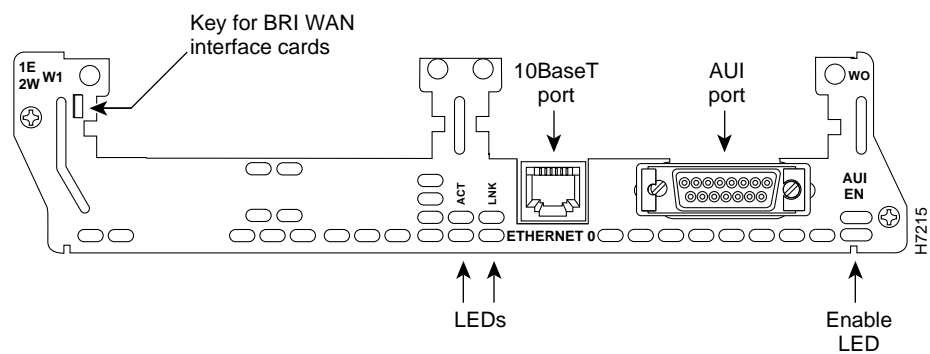 Key for BRI WAN
interface cards
1E
2W W1
10BaseT
port
AUI
port
WO
ACT
LNK
AUI
EN
ETHERNET 0
H7215
LEDs
Enable
LED